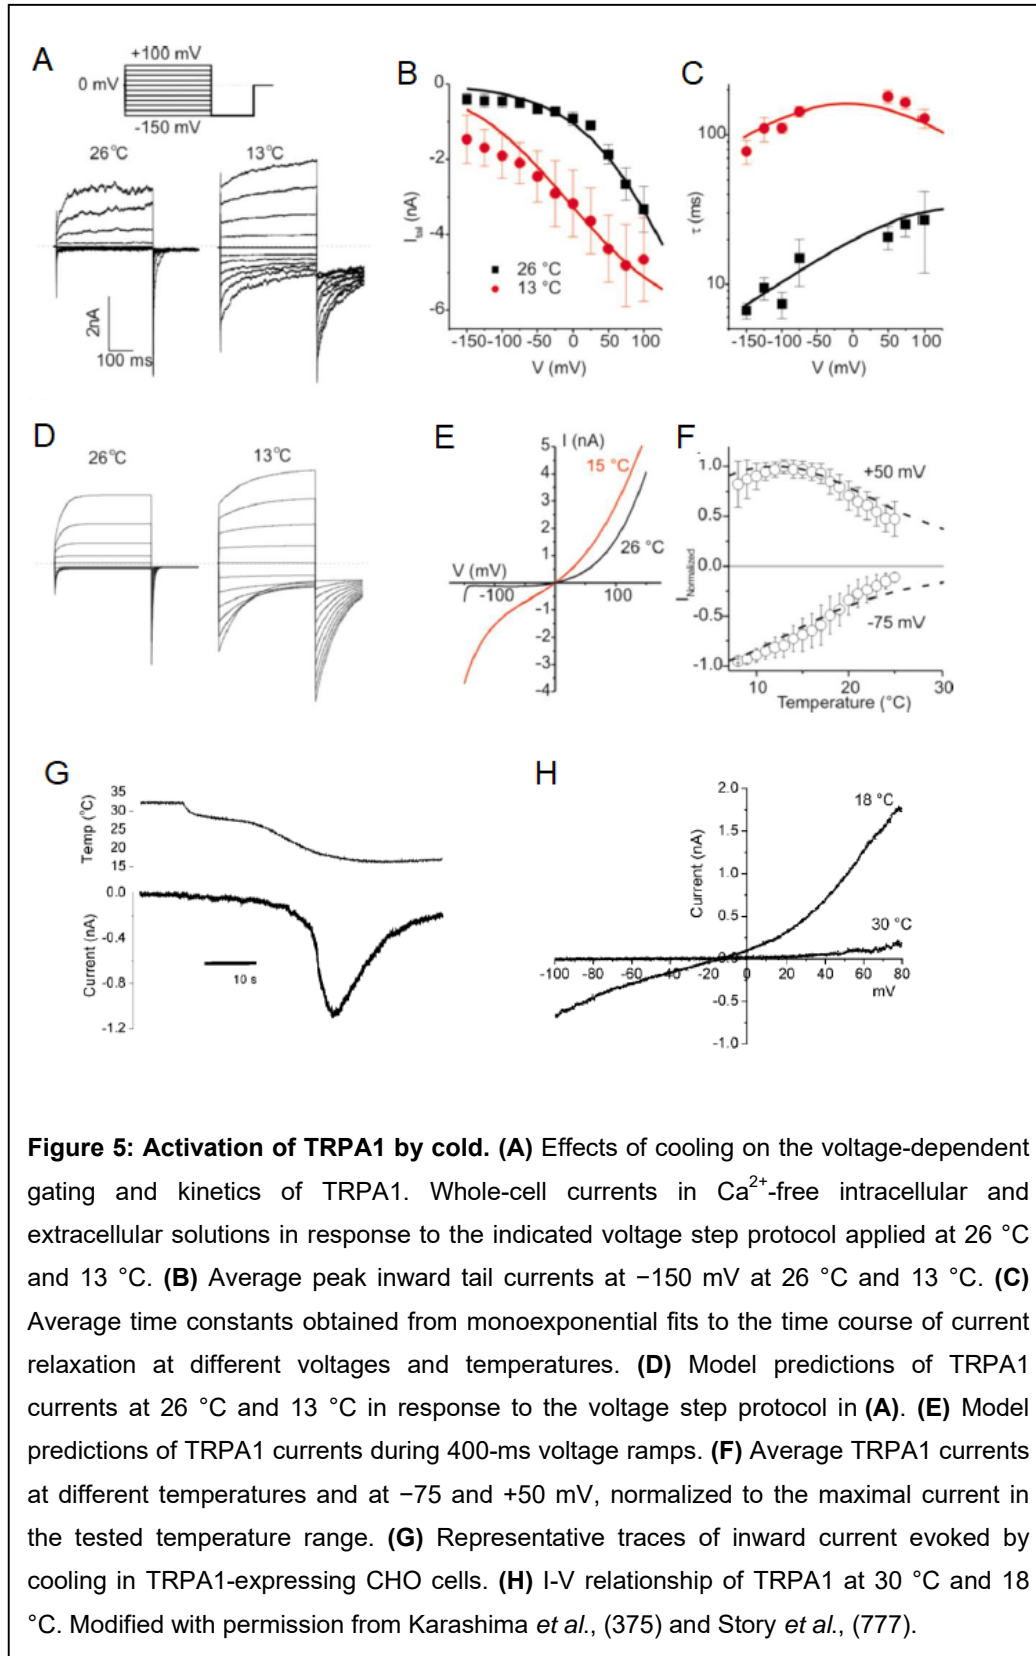 A
+100 mV
0 mV
-150 mV
26°C
13°C
2nA
100 ms
B
0
-2
-4
-6
Itail (nA)
26 °C
13 °C
-150
-100
-50
0
50
100
V (mV)
C
100
10
τ (ms)
-150
-100
-50
0
50
100
V (mV)
D
26°C
13°C
E
I (nA)
5
4
3
2
1
-1
-2
-3
-4
15 °C
26 °C
V (mV)
-100
100
F
1.0
0.5
0
-0.5
-1.0
INormalized
+50 mV
-75 mV
10
20
30
Temperature (°C)
G
35
30
25
20
15
Temp (°C)
0.0
-0.4
-0.8
-1.2
Current (nA)
10 s
H
2.0
1.5
1.0
0.5
0.0
-0.5
-1.0
Current (nA)
18 °C
30 °C
-100
-80
-60
-40
-20
0
20
40
60
80
mV
Figure 5: Activation of TRPA1 by cold. (A) Effects of cooling on the voltage-dependent
gating and kinetics of TRPA1. Whole-cell currents in Ca2+-free intracellular and
extracellular solutions in response to the indicated voltage step protocol applied at 26 °C
and 13 °C. (B) Average peak inward tail currents at −150 mV at 26 °C and 13 °C. (C)
Average time constants obtained from monoexponential fits to the time course of current
relaxation at different voltages and temperatures. (D) Model predictions of TRPA1
currents at 26 °C and 13 °C in response to the voltage step protocol in (A). (E) Model
predictions of TRPA1 currents during 400-ms voltage ramps. (F) Average TRPA1 currents
at different temperatures and at −75 and +50 mV, normalized to the maximal current in
the tested temperature range. (G) Representative traces of inward current evoked by
cooling in TRPA1-expressing CHO cells. (H) I-V relationship of TRPA1 at 30 °C and 18
°C. Modified with permission from Karashima et al., (375) and Story et al., (777).